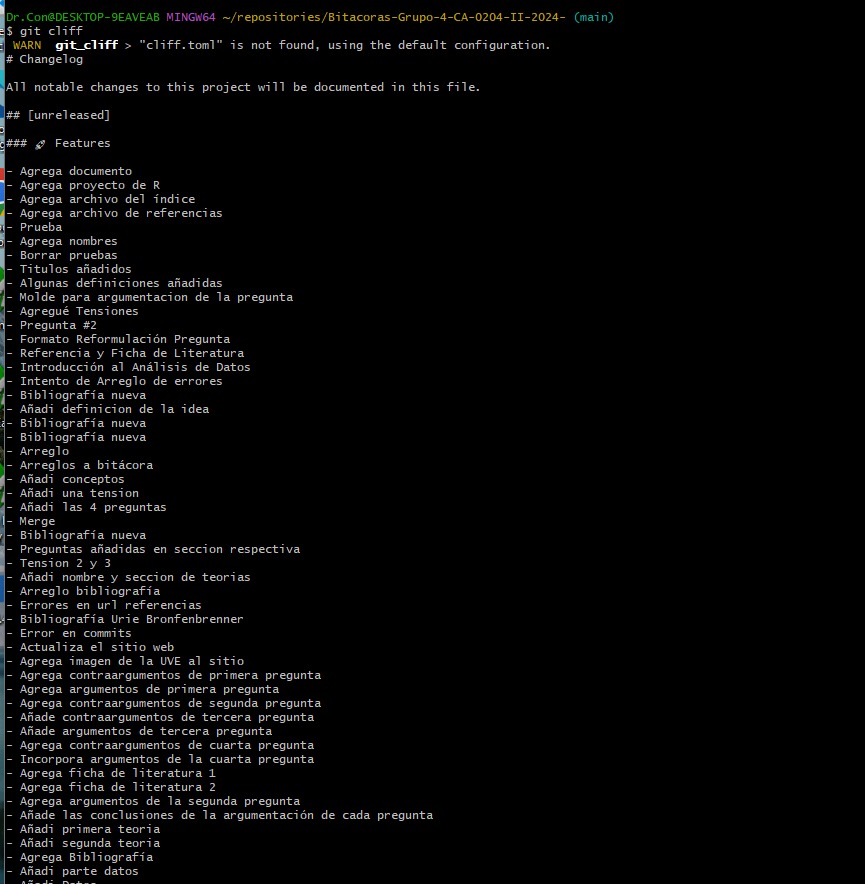 Dr.Con@DESKTOP-9EAVEAB MINGW64 ~/repositories/Bitacoras-Grupo-4-CA-0204-II-2024- (main)
$ git cliff
WARN git_cliff > "cliff.toml" is not found, using the default configuration.
# Changelog
All notable changes to this project will be documented in this file.
## [unreleased]
### 🚀 Features
- Agrega documento
- Agrega proyecto de R
- Agrega archivo del índice
- Agrega archivo de referencias
- Prueba
- Agrega nombres
- Borrar pruebas
- Titulos añadidos
- Algunas definiciones añadidas
- Molde para argumentacion de la pregunta
- Agregué Tensiones
- Pregunta #2
- Formato Reformulación Pregunta
- Referencia y Ficha de Literatura
- Introducción al Análisis de Datos
- Intento de Arreglo de errores
- Bibliografía nueva
- Añadi definicion de la idea
- Bibliografía nueva
- Bibliografía nueva
- Arreglo
- Arreglos a bitácora
- Añadi conceptos
- Añadi una tension
- Añadi las 4 preguntas
- Merge
- Bibliografía nueva
- Preguntas añadidas en seccion respectiva
- Tension 2 y 3
- Añadi nombre y seccion de teorias
- Arreglo bibliografía
- Errores en url referencias
- Bibliografía Urie Bronfenbrenner
- Error en commits
- Actualiza el sitio web
- Agrega imagen de la UVE al sitio
- Agrega contraargumentos de primera pregunta
- Agrega argumentos de primera pregunta
- Agrega contraargumentos de segunda pregunta
- Añade contraargumentos de tercera pregunta
- Añade argumentos de tercera pregunta
- Agrega contraargumentos de cuarta pregunta
- Incorpora argumentos de la cuarta pregunta
- Agrega ficha de literatura 1
- Agrega ficha de literatura 2
- Agrega argumentos de la segunda pregunta
- Añade las conclusiones de la argumentación de cada pregunta
- Añadi primera teoria
- Añadi segunda teoria
- Agrega Bibliografía
- Añadi parte datos
- Añadi Datos